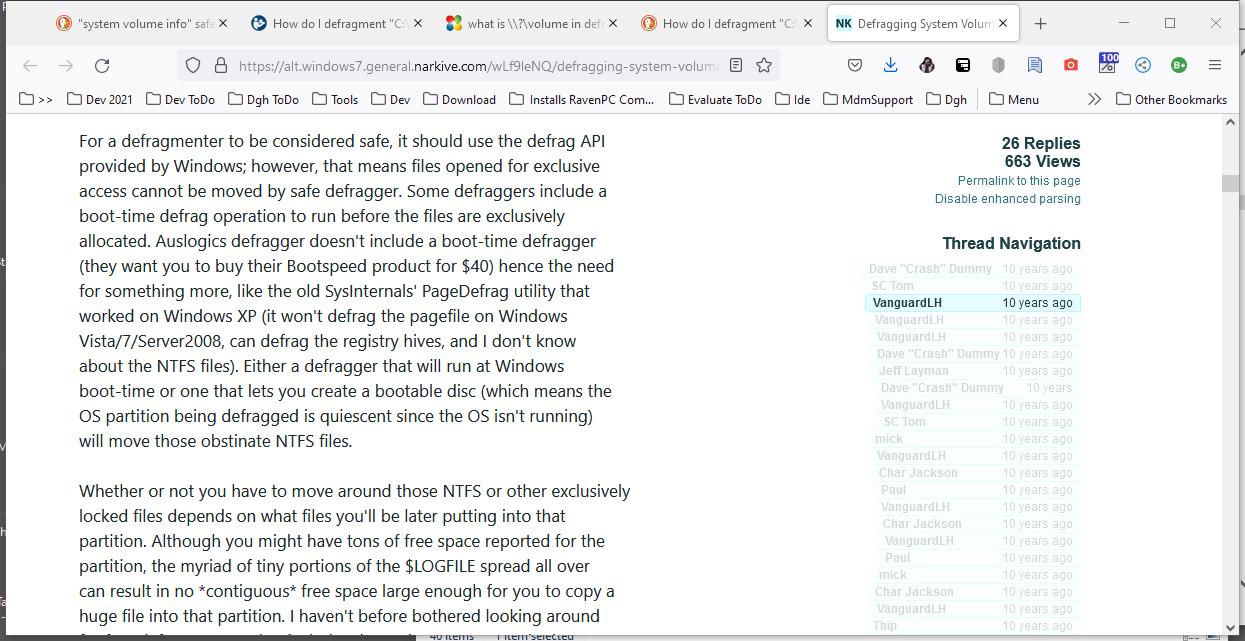 "system volume info" safe
How do I defragment "C:\
what is \\?\volume in defr
How do I defragment "C:\
NK Defragging System Volum
https://alt.windows7.general.narkive.com/wLf9leNQ/defragging-system-volume
100
B+
>> Dev 2021 Dev ToDo Dgh ToDo Tools Dev Download Installs RavenPC Com... Evaluate ToDo Ide MdmSupport Dgh Menu Other Bookmarks
For a defragmenter to be considered safe, it should use the defrag API
provided by Windows; however, that means files opened for exclusive
access cannot be moved by safe defragger. Some defraggers include a
boot-time defrag operation to run before the files are exclusively
allocated. Auslogics defragger doesn't include a boot-time defragger
(they want you to buy their Bootspeed product for $40) hence the need
for something more, like the old SysInternals' PageDefrag utility that
worked on Windows XP (it won't defrag the pagefile on Windows
Vista/7/Server2008, can defrag the registry hives, and I don't know
about the NTFS files). Either a defragger that will run at Windows
boot-time or one that lets you create a bootable disc (which means the
OS partition being defragged is quiescent since the OS isn't running)
will move those obstinate NTFS files.
Whether or not you have to move around those NTFS or other exclusively
locked files depends on what files you'll be later putting into that
partition. Although you might have tons of free space reported for the
partition, the myriad of tiny portions of the $LOGFILE spread all over
can result in no *contiguous* free space large enough for you to copy a
huge file into that partition. I haven't before bothered looking around
26 Replies
663 Views
Permalink to this page
Disable enhanced parsing
Thread Navigation
Dave "Crash" Dummy 10 years ago
SC Tom 10 years ago
VanguardLH 10 years ago
VanguardLH 10 years ago
VanguardLH 10 years ago
Dave "Crash" Dummy 10 years ago
Jeff Layman 10 years ago
Dave "Crash" Dummy 10 years
VanguardLH 10 years ago
SC Tom 10 years ago
mick 10 years ago
VanguardLH 10 years ago
Char Jackson 10 years ago
Paul 10 years ago
VanguardLH 10 years ago
Char Jackson 10 years ago
VanguardLH 10 years ago
Paul 10 years ago
mick 10 years ago
Char Jackson 10 years ago
VanguardLH 10 years ago
Thip 10 years ago
40 items 1 item selected